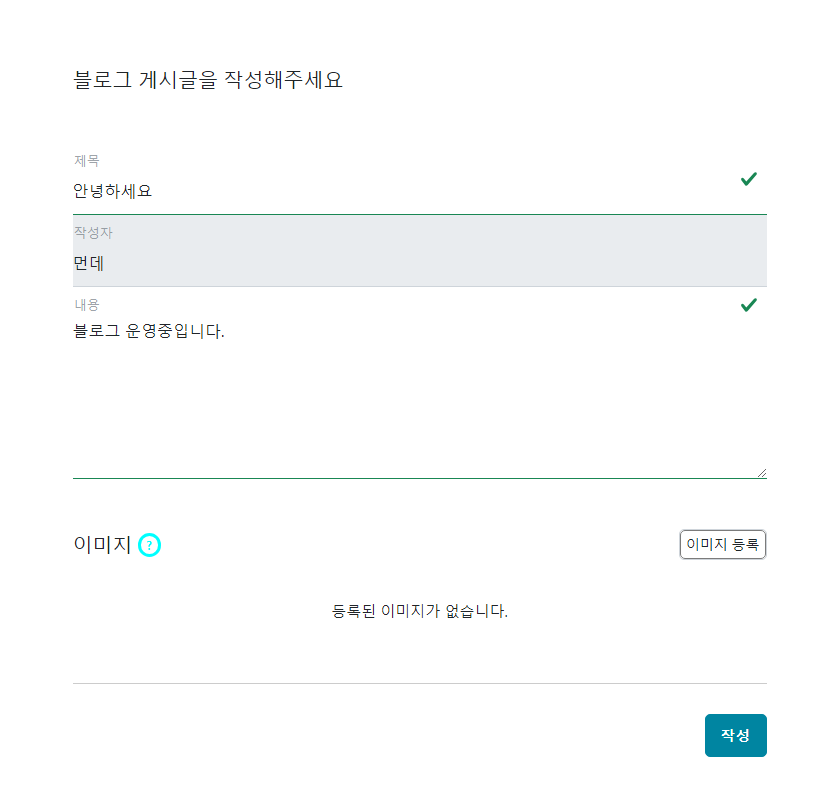 블로그 게시글을 작성해주세요
제목
안녕하세요
작성자
먼데
내용
블로그 운영중입니다.
이미지 ?
이미지 등록
등록된 이미지가 없습니다.
작성